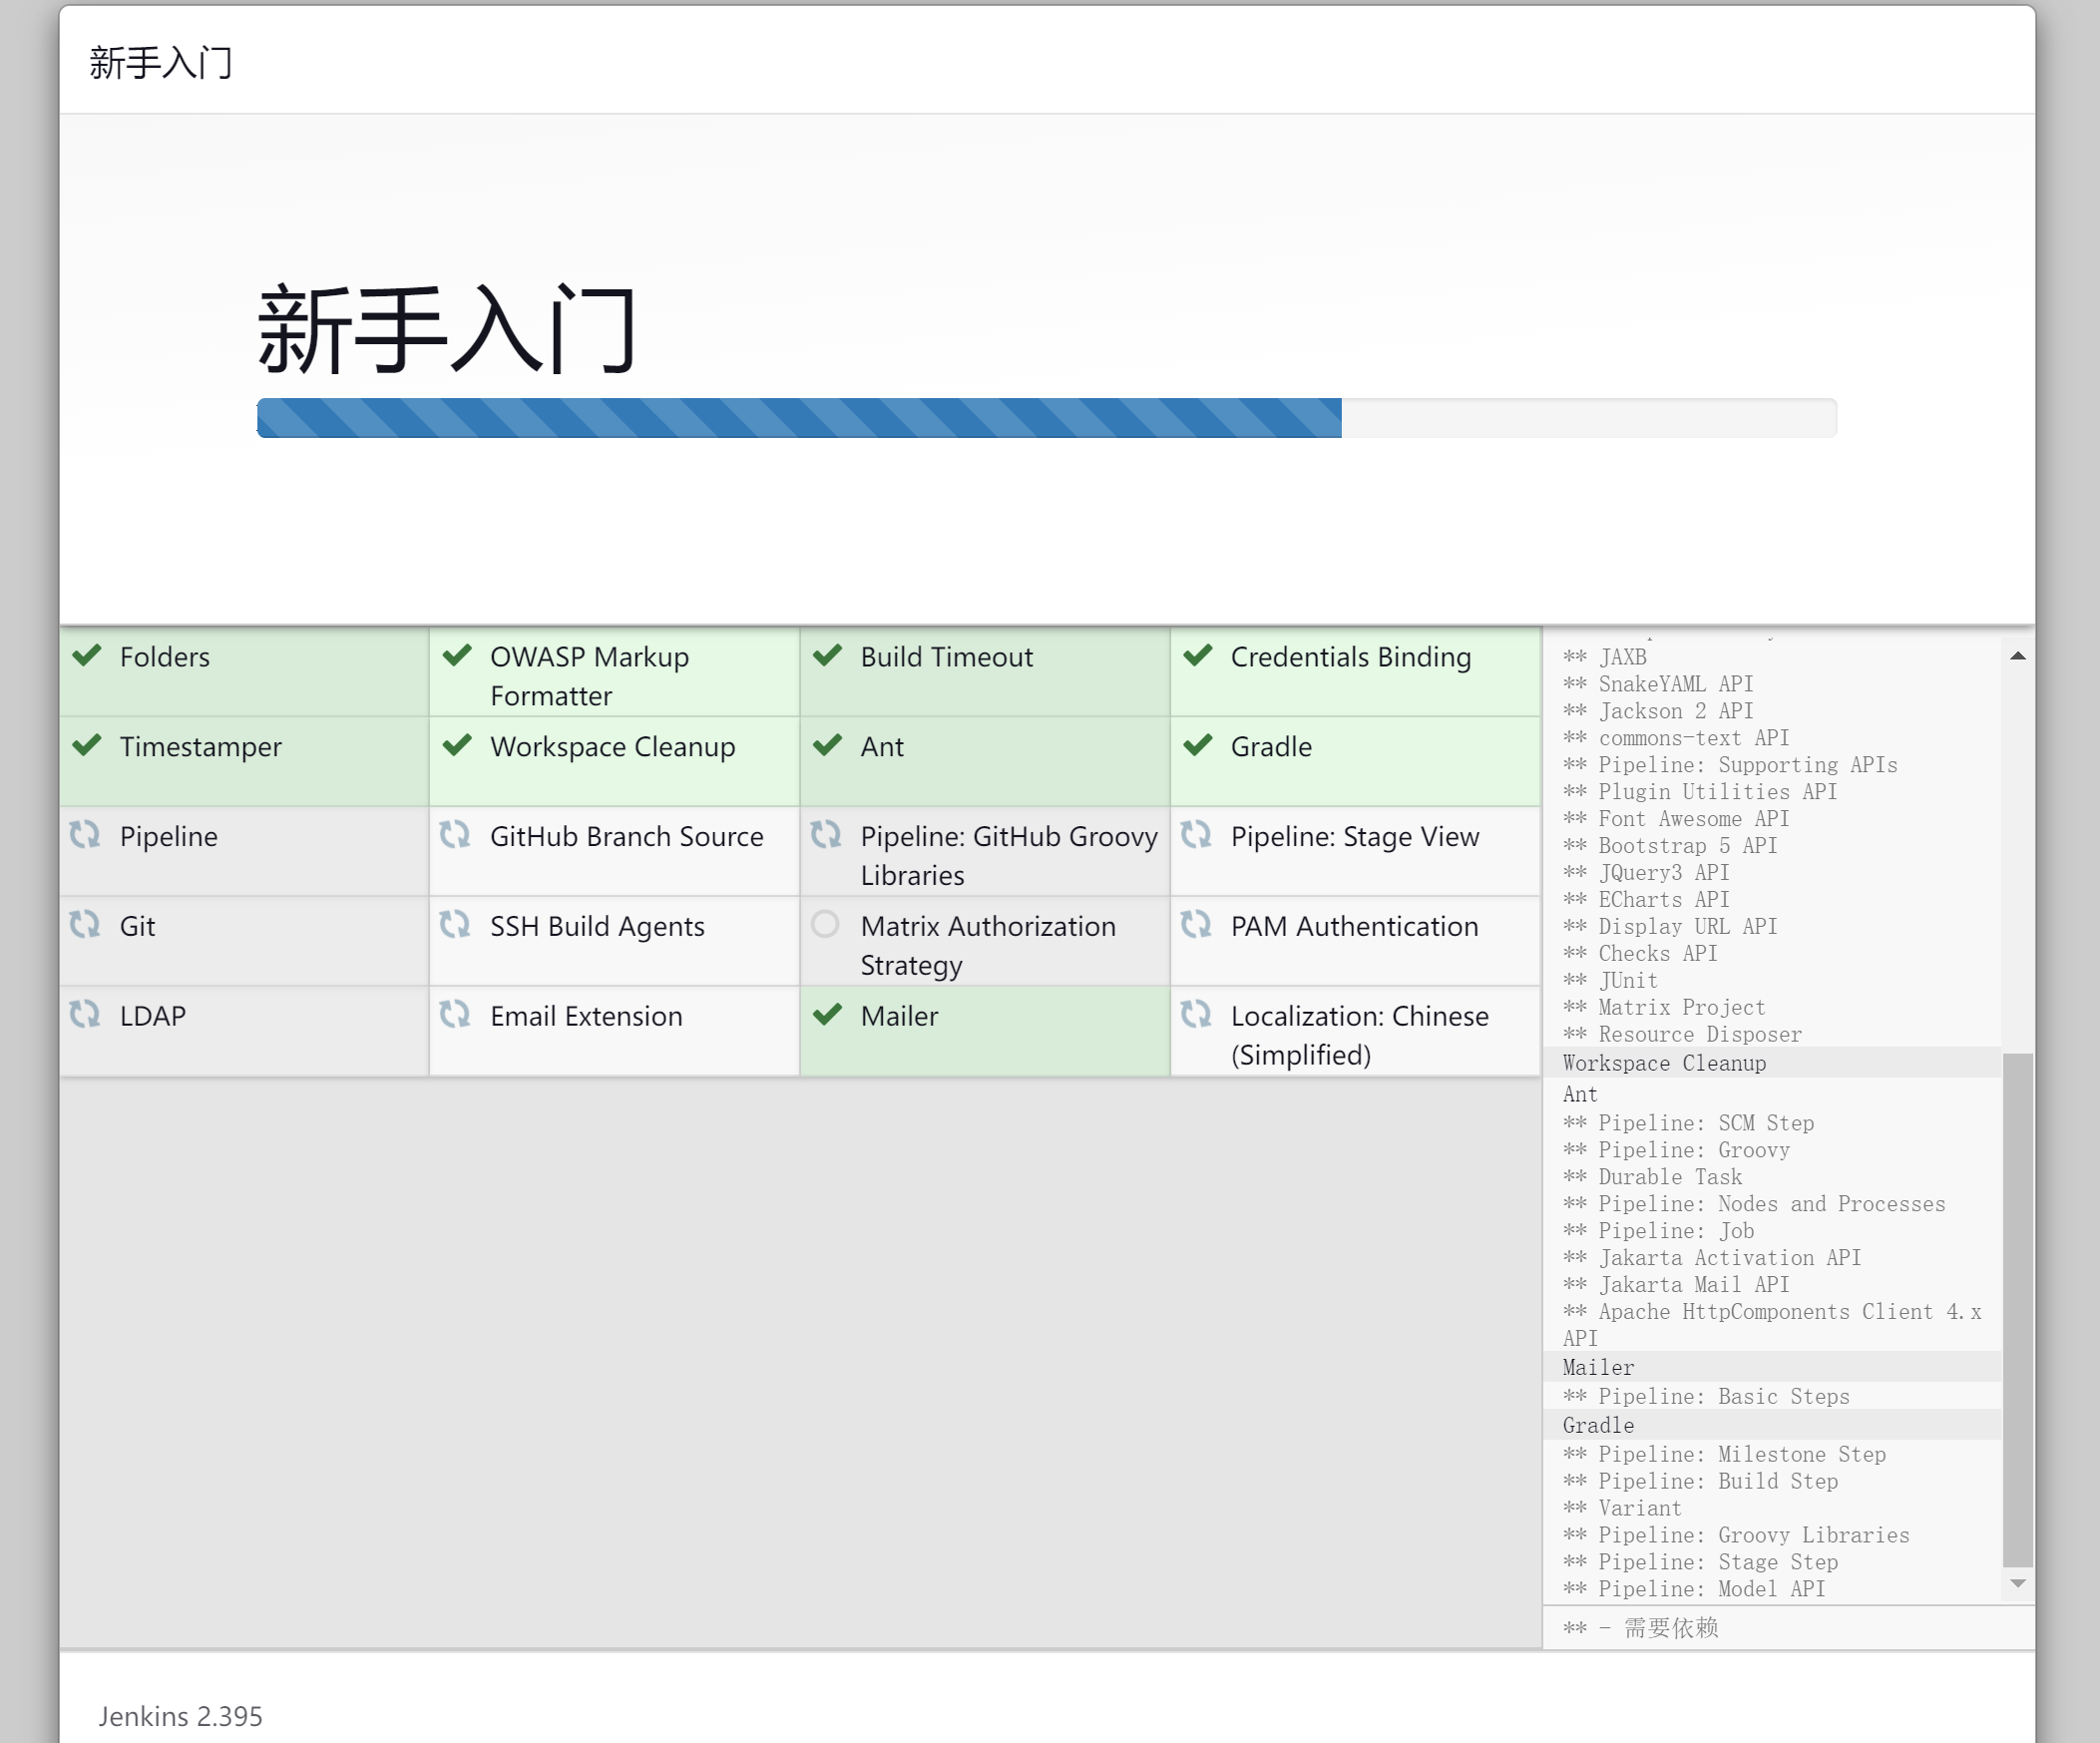 新手入门
新手入门
Folders
OWASP Markup
Formatter
Build Timeout
Credentials Binding
Timestamper
Workspace Cleanup
Ant
Gradle
Pipeline
GitHub Branch Source
Pipeline: GitHub Groovy
Libraries
Pipeline: Stage View
Git
SSH Build Agents
Matrix Authorization
Strategy
PAM Authentication
LDAP
Email Extension
Mailer
Localization: Chinese
(Simplified)
** JAXB
** SnakeYAML API
** Jackson 2 API
** commons-text API
** Pipeline: Supporting APIs
** Plugin Utilities API
** Font Awesome API
** Bootstrap 5 API
** JQuery3 API
** ECharts API
** Display URL API
** Checks API
** JUnit
** Matrix Project
** Resource Disposer
Workspace Cleanup
Ant
** Pipeline: SCM Step
** Pipeline: Groovy
** Durable Task
** Pipeline: Nodes and Processes
** Pipeline: Job
** Jakarta Activation API
** Jakarta Mail API
** Apache HttpComponents Client 4.x
API
Mailer
** Pipeline: Basic Steps
Gradle
** Pipeline: Milestone Step
** Pipeline: Build Step
** Variant
** Pipeline: Groovy Libraries
** Pipeline: Stage Step
** Pipeline: Model API
** - 需要依赖
Jenkins 2.395